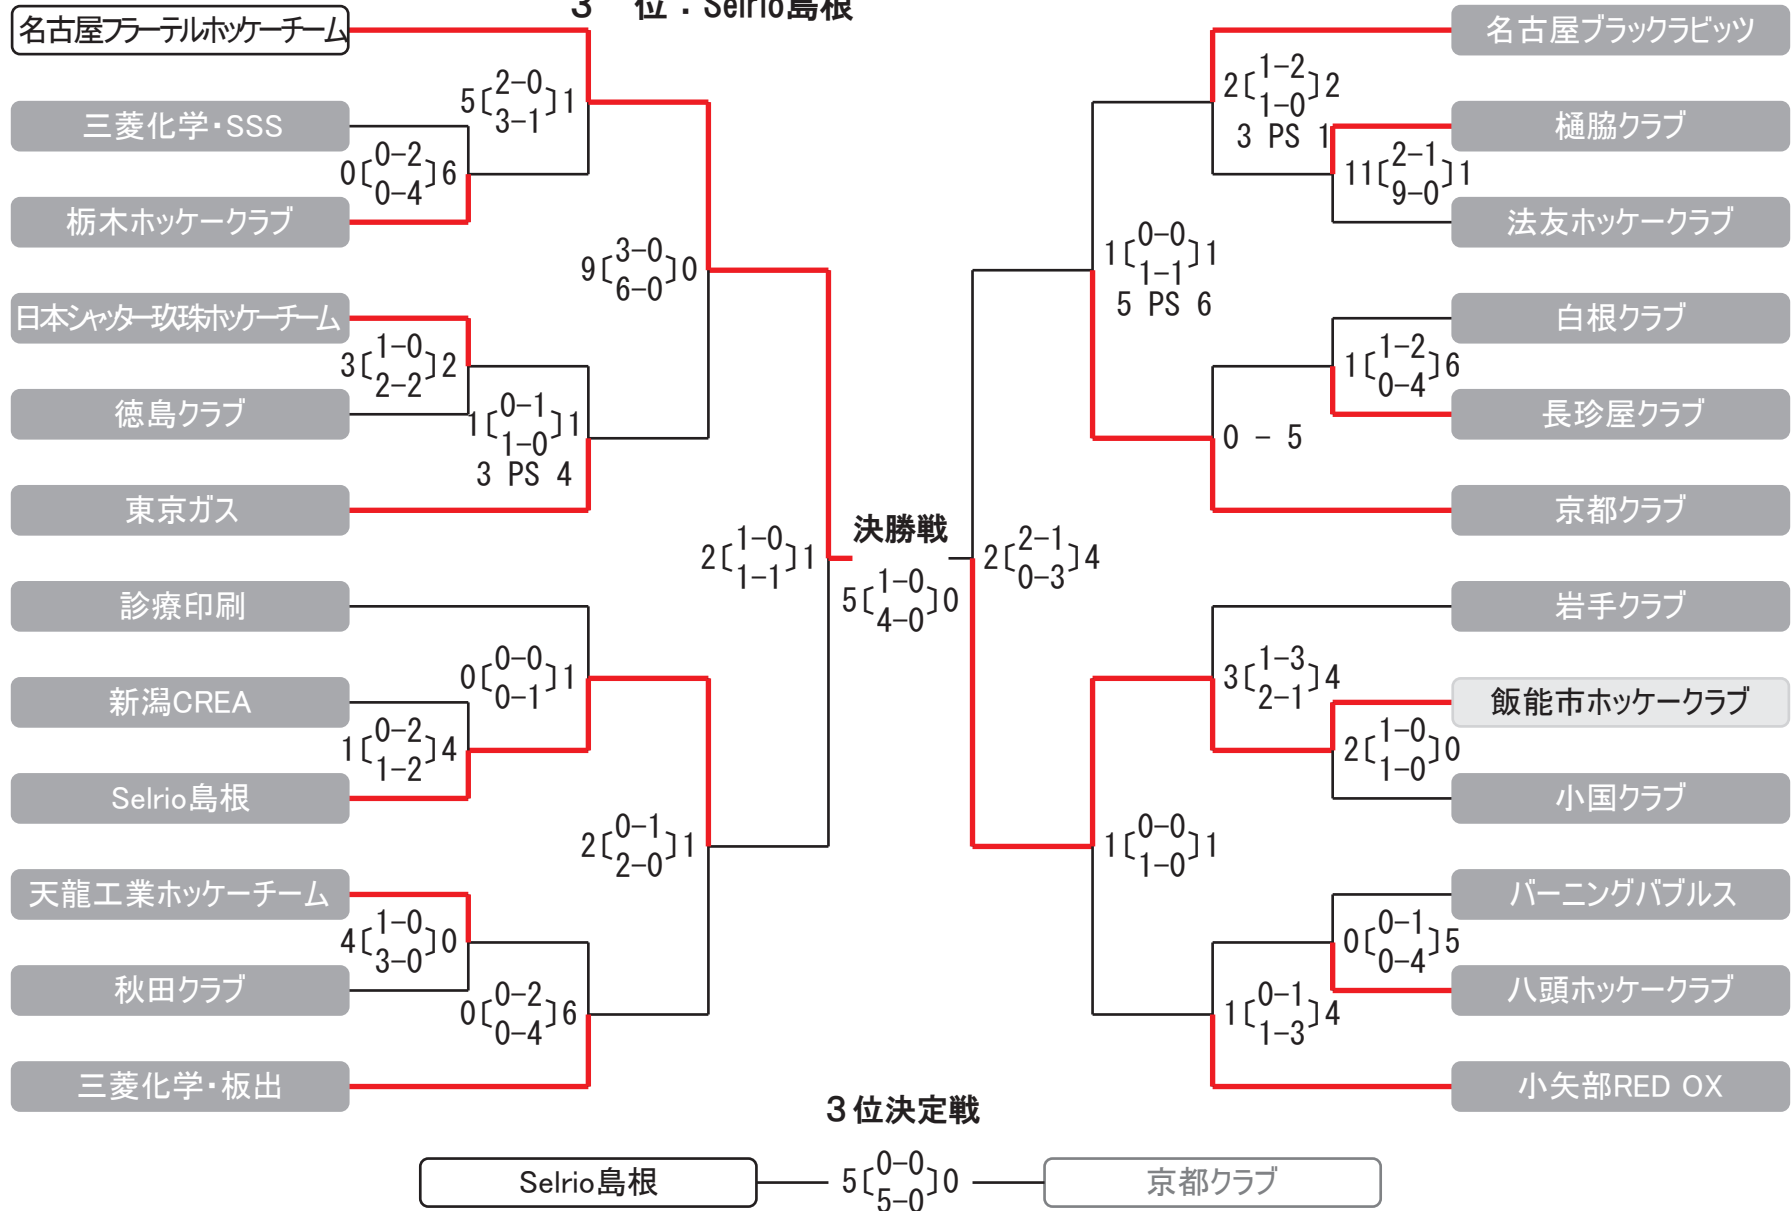 3 位：Selrio島根
名古屋フラーテルホッケーチーム
三菱化学・SSS
栃木ホッケークラブ
日本シャッター玖珠ホッケーチーム
徳島クラブ
東京ガス
診療印刷
新潟CREA
Selrio島根
天龍工業ホッケーチーム
秋田クラブ
三菱化学・板出
5[2-0 3-1]1
0[0-2 0-4]6
9[3-0 6-0]0
3[1-0 2-2]2
1[0-1 1-0]1
3 PS 4
2[1-0 1-1]1
0[0-0 0-1]1
1[0-2 1-2]4
2[0-1 2-0]1
4[1-0 3-0]0
0[0-2 0-4]6
決勝戦
5[1-0 4-0]0
名古屋ブラックラビッツ
樋脇クラブ
法友ホッケークラブ
白根クラブ
長珍屋クラブ
京都クラブ
岩手クラブ
飯能市ホッケークラブ
小国クラブ
バーニングバブルス
八頭ホッケークラブ
小矢部RED OX
2[1-2 1-0]2
3 PS 1
11[2-1 9-0]1
1[0-0 1-1]1
5 PS 6
1[1-2 0-4]6
0 - 5
2[2-1 0-3]4
3[1-3 2-1]4
2[1-0 1-0]0
1[0-0 1-0]1
0[0-1 0-4]5
1[0-1 1-3]4
3位決定戦
Selrio島根 5[0-0 5-0]0 京都クラブ